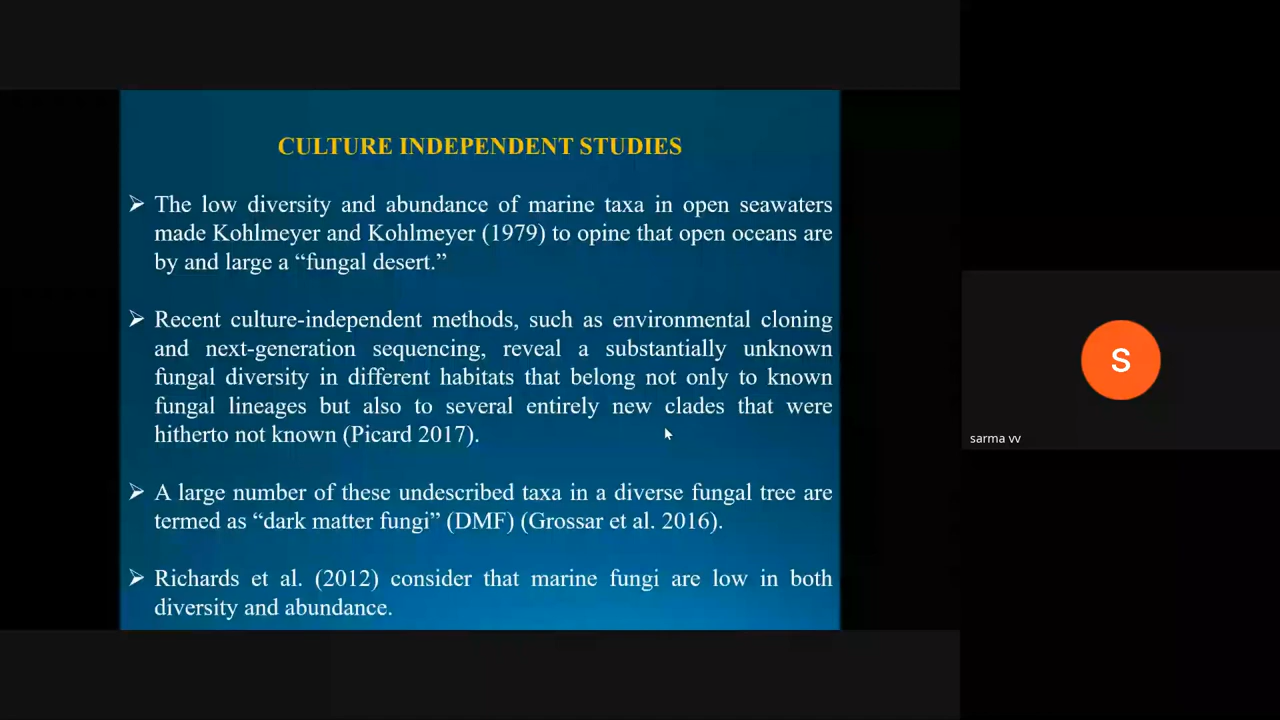 CULTURE INDEPENDENT STUDIES
➢ The low diversity and abundance of marine taxa in open seawaters
made Kohlmeyer and Kohlmeyer (1979) to opine that open oceans are
by and large a “fungal desert.”
➢ Recent culture-independent methods, such as environmental cloning
and next-generation sequencing, reveal a substantially unknown
fungal diversity in different habitats that belong not only to known
fungal lineages but also to several entirely new clades that were
hitherto not known (Picard 2017).
➢ A large number of these undescribed taxa in a diverse fungal tree are
termed as “dark matter fungi” (DMF) (Grossar et al. 2016).
➢ Richards et al. (2012) consider that marine fungi are low in both
diversity and abundance.
S
sarma vv